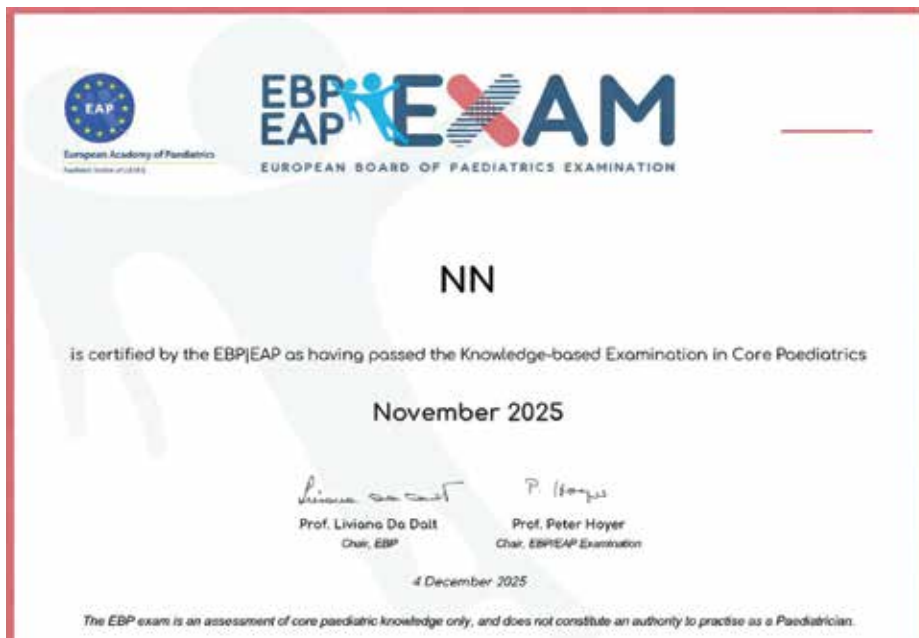 EAP
European Academy of Paediatrics
EBP
EAP
EXAM
EUROPEAN BOARD OF PAEDIATRICS EXAMINATION
NN
is certified by the EBP|EAP as having passed the Knowledge-based Examination in Core Paediatrics
November 2025
P. Hoyer
Prof. Liviana Da Dalt
Prof. Peter Hoyer
Chair, EBP
Chair, EBP/EAP Examination
4 December 2025
The EBP exam is an assessment of core paediatric knowledge only, and does not constitute an authority to practise as a Paediatrician.